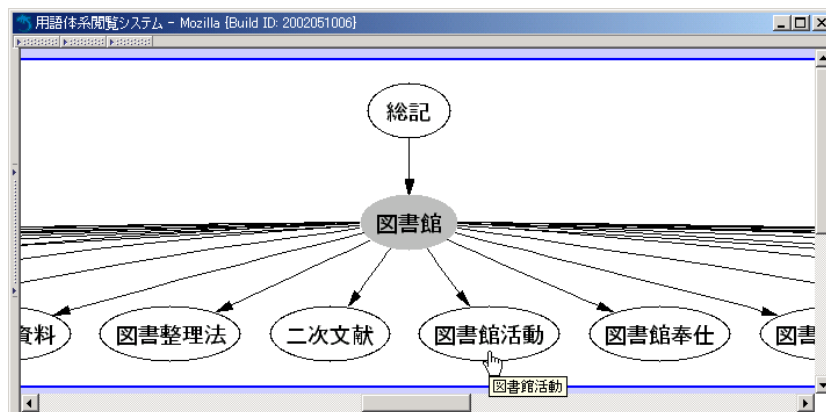 用語体系閲覧システム - Mozilla {Build ID: 2002051006}
総記
図書館
資料
図書整理法
二次文献
図書館活動
図書館奉仕
図書
図書館活動